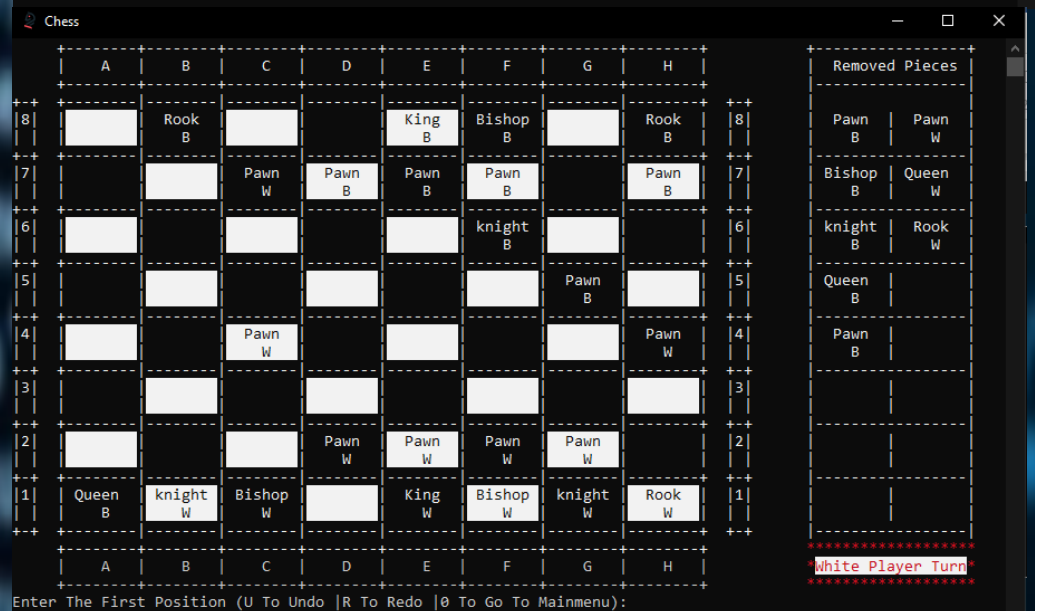 Chess
A B C D E F G H Removed Pieces
8 Rook King Bishop Rook 8 Pawn Pawn
B B B B B W
7 Pawn Pawn Pawn Pawn Pawn 7 Bishop Queen
W B B B B B W
6 knight 6 knight Rook
B B W
5 Pawn 5 Queen
B B
4 Pawn Pawn 4 Pawn
W W B
3 3
2 Pawn Pawn Pawn Pawn 2
W W W W
1 Queen knight Bishop King Bishop knight Rook 1
B W W W W W W
*White Player Turn*
A B C D E F G H
Enter The First Position (U To Undo |R To Redo |0 To Go To Mainmenu):